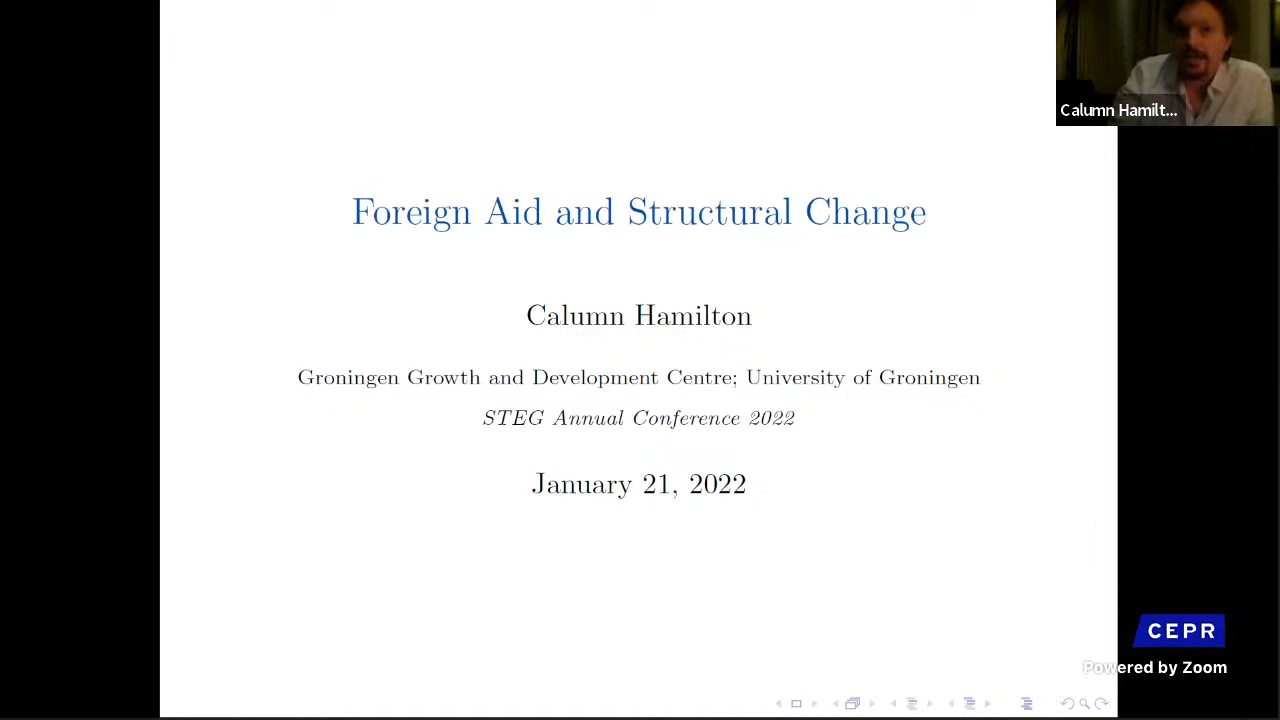 Calumn Hamilt...
Foreign Aid and Structural Change
Calumn Hamilton
Groningen Growth and Development Centre; University of Groningen
STEG Annual Conference 2022
January 21, 2022
CEPR
Powered by Zoom